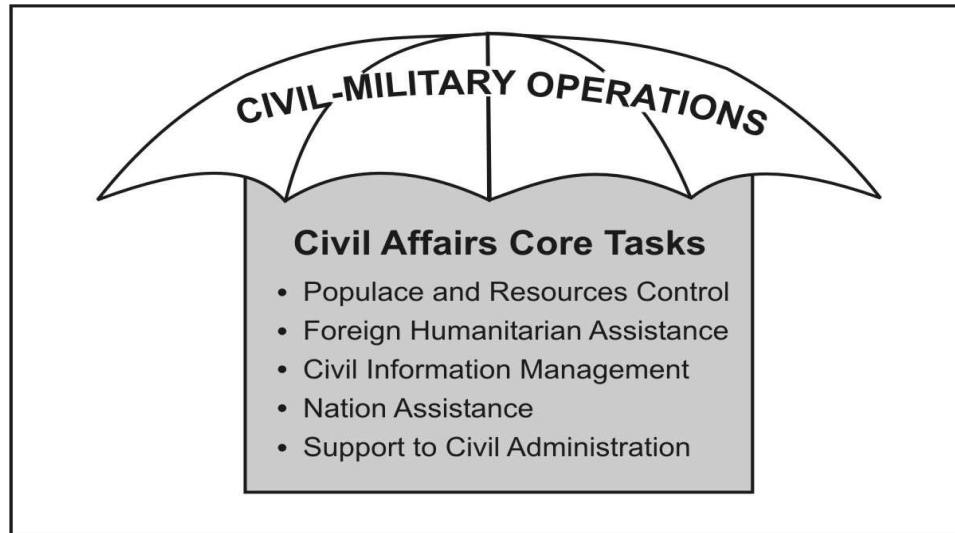 CIVIL-MILITARY OPERATIONS
Civil Affairs Core Tasks
• Populace and Resources Control
• Foreign Humanitarian Assistance
• Civil Information Management
• Nation Assistance
• Support to Civil Administration